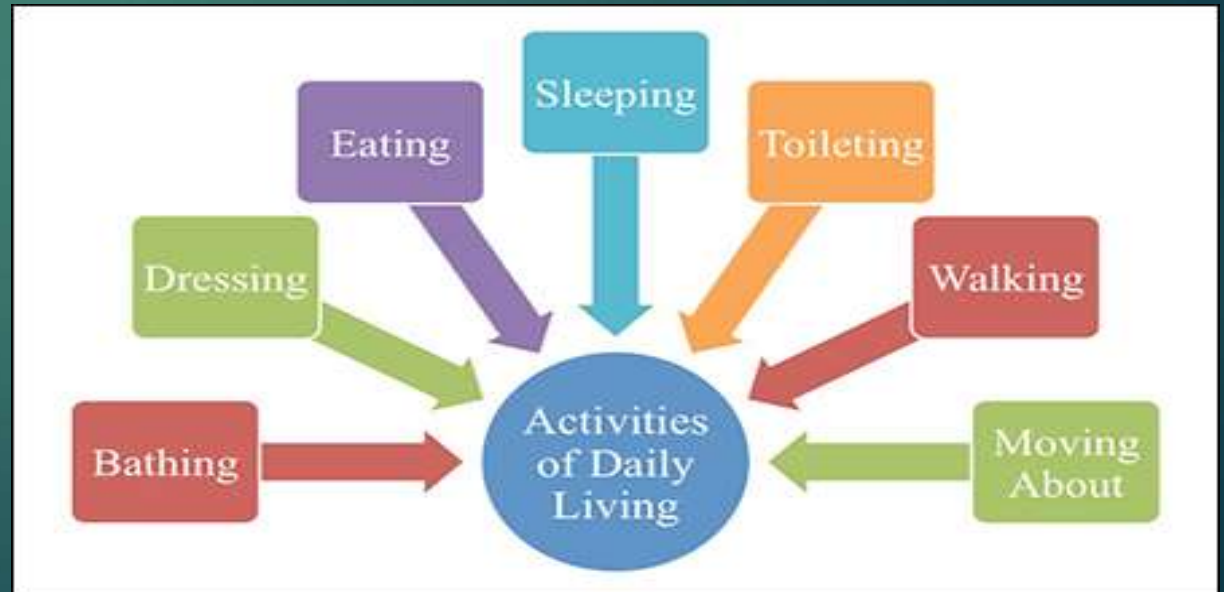 Sleeping
Eating
Toileting
Dressing
Walking
Bathing
Activities
of Daily
Living
Moving
About